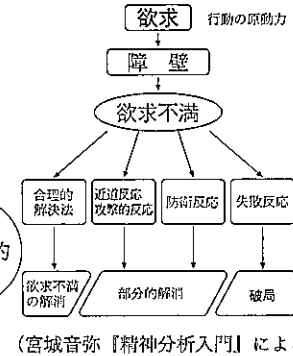 欲求 行動の原動力
障壁
欲求不満
合理的
解決法
近道反応
攻撃的反応
防衛反応
失敗反応
的
欲求不満
の解消
部分的解消
破局
(宮城音弥『精神分析入門』によ